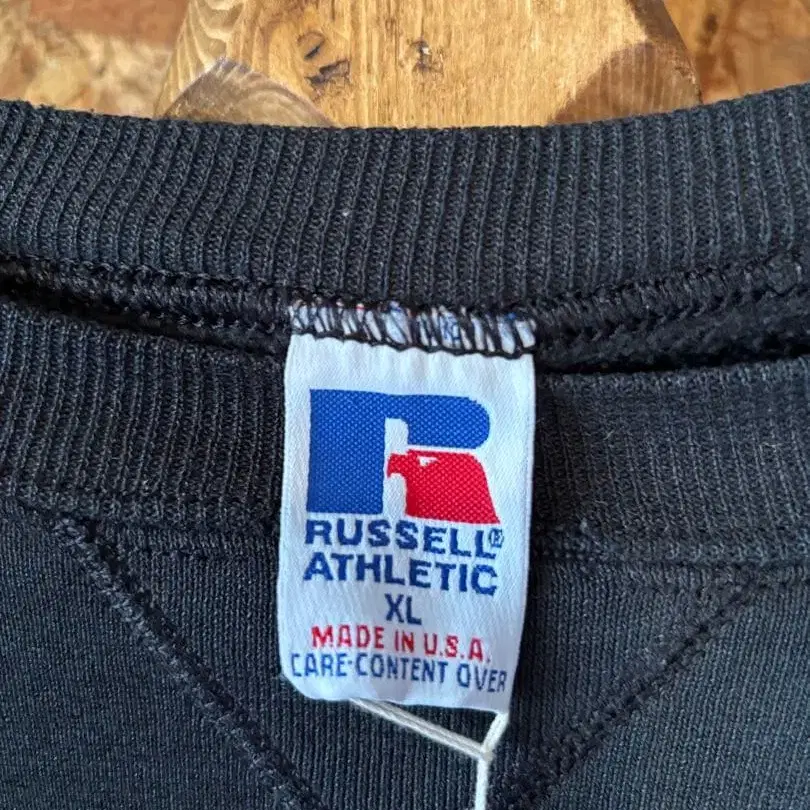 RUSSELL®
ATHLETIC
XL
MADE IN U.S.A.
CARE-CONTENT OVER